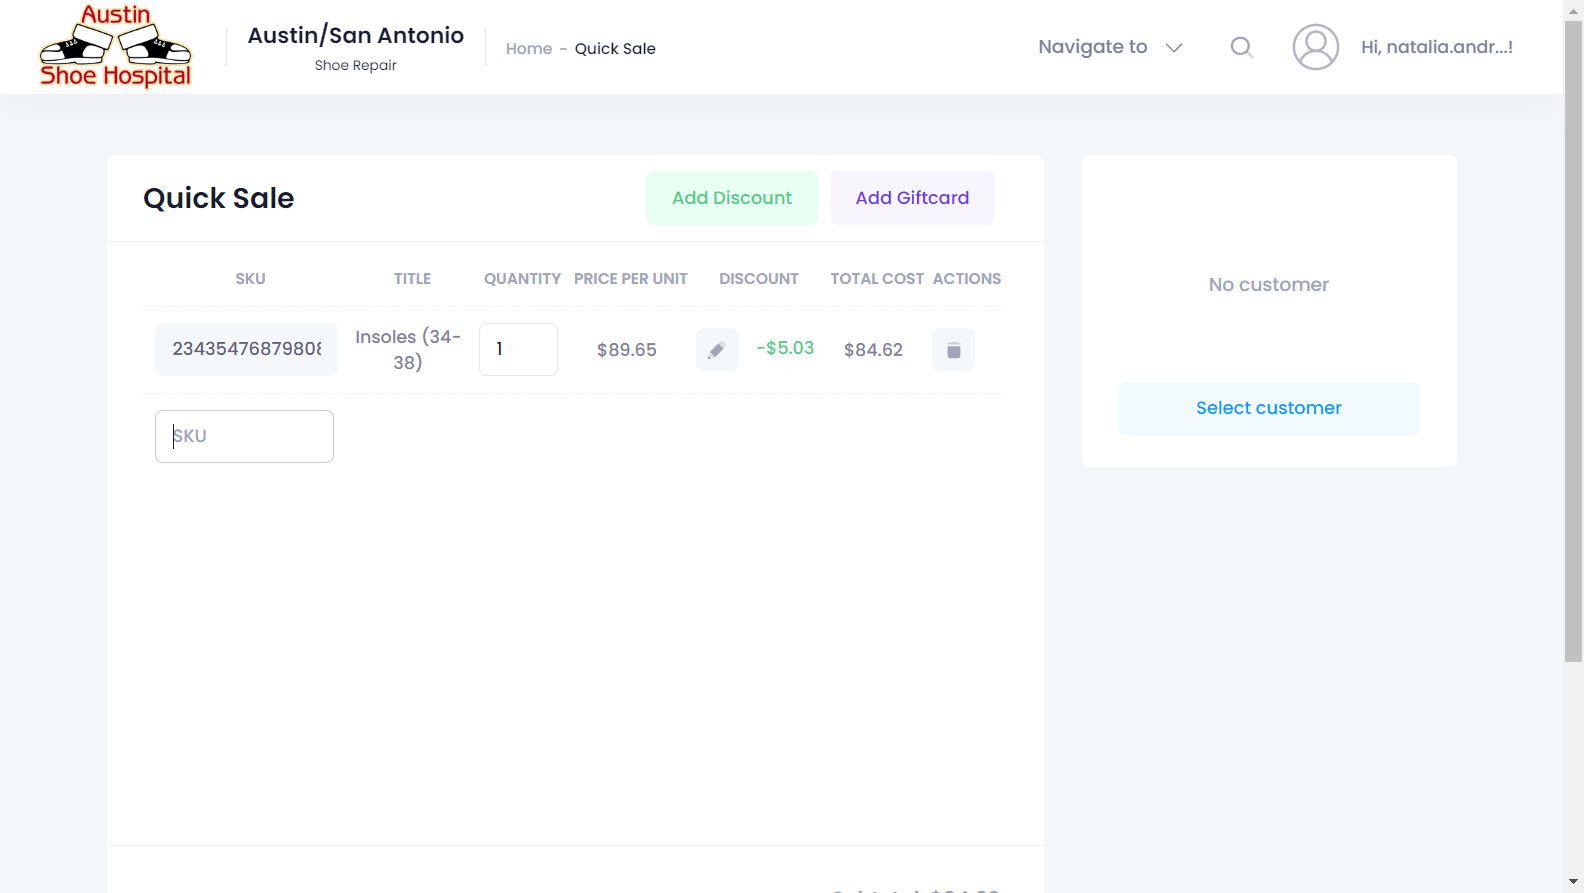 Austin
Shoe Hospital
Austin/San Antonio
Shoe Repair
Home - Quick Sale
Navigate to
Hi, natalia.andr...!
Quick Sale
Add Discount
Add Giftcard
SKU TITLE QUANTITY PRICE PER UNIT DISCOUNT TOTAL COST ACTIONS
23435476879808 Insoles (34-
38) 1 $89.65 -$5.03 $84.62
SKU
No customer
Select customer